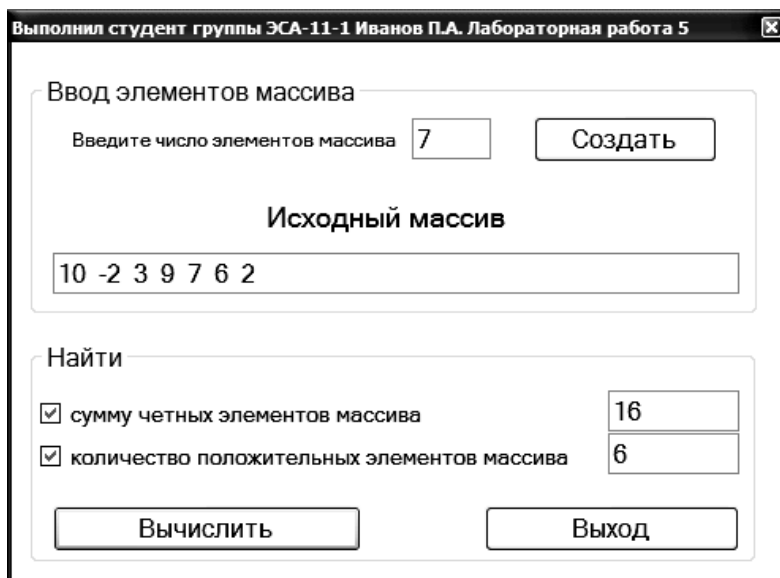 Выполнил студент группы ЭСА-11-1 Иванов П.А. Лабораторная работа 5
Ввод элементов массива
Введите число элементов массива 7 Создать
Исходный массив
10 -2 3 9 7 6 2
Найти
сумму четных элементов массива 16
количество положительных элементов массива 6
Вычислить Выход